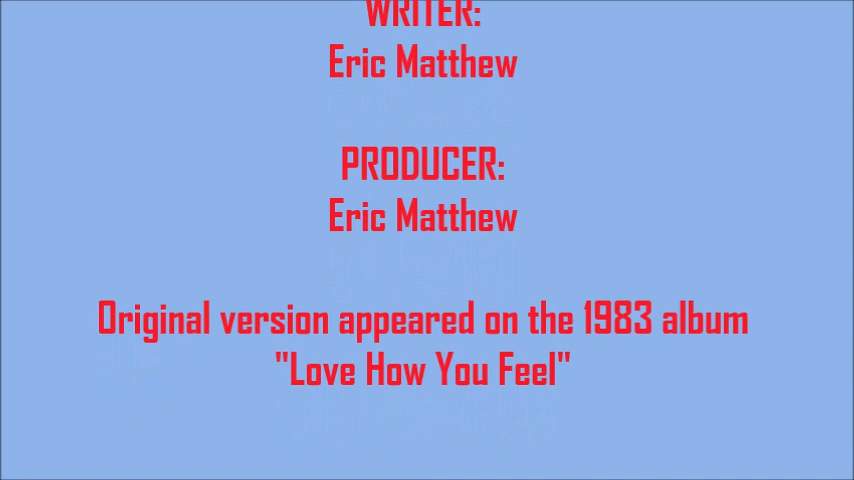 WRITER:
Eric Matthew
PRODUCER:
Eric Matthew
Original version appeared on the 1983 album
"Love How You Feel"